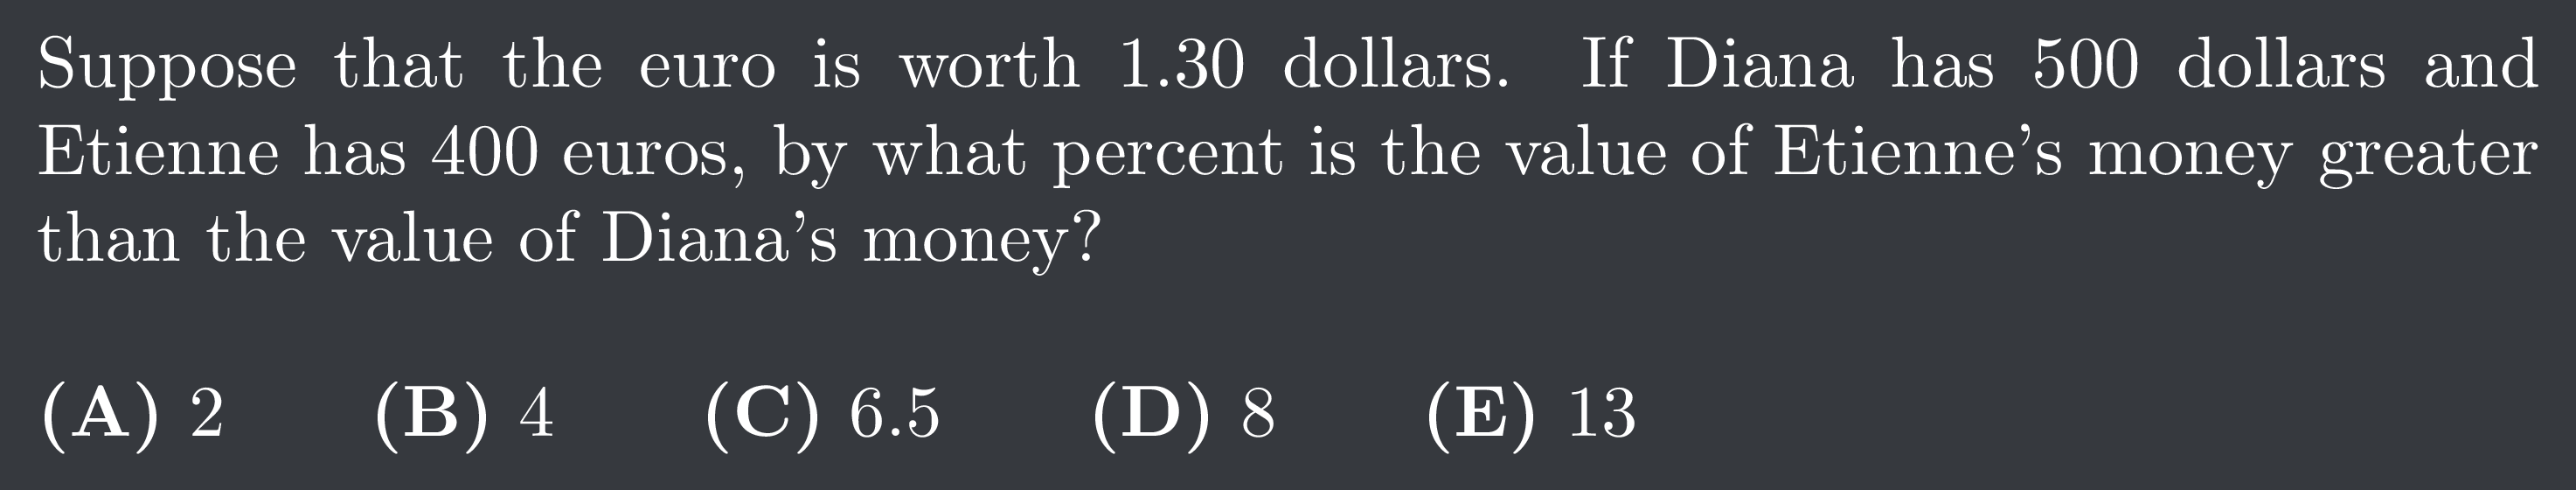 Suppose that the euro is worth 1.30 dollars. If Diana has 500 dollars and
Etienne has 400 euros, by what percent is the value of Etienne's money greater
than the value of Diana's money?
(A) 2 (B) 4 (C) 6.5 (D) 8 (E) 13